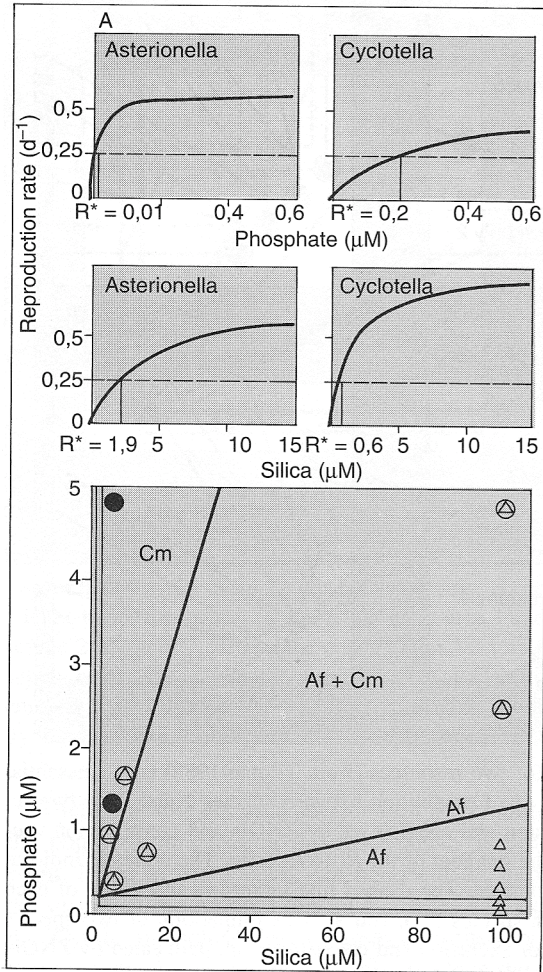 A
Asterionella Cyclotella
Reproduction rate (d⁻¹)
0,5
0,25
0
R* = 0,01 0,4 0,6 R* = 0,2 0,4 0,6
Phosphate (µM)
Asterionella Cyclotella
0,5
0,25
0
R* = 1,9 5 10 15 R* = 0,6 5 10 15
Silica (µM)
5
Cm
4
3
Af + Cm
2
Af
1
Af
Phosphate (µM)
0
0 20 40 60 80 100
Silica (µM)